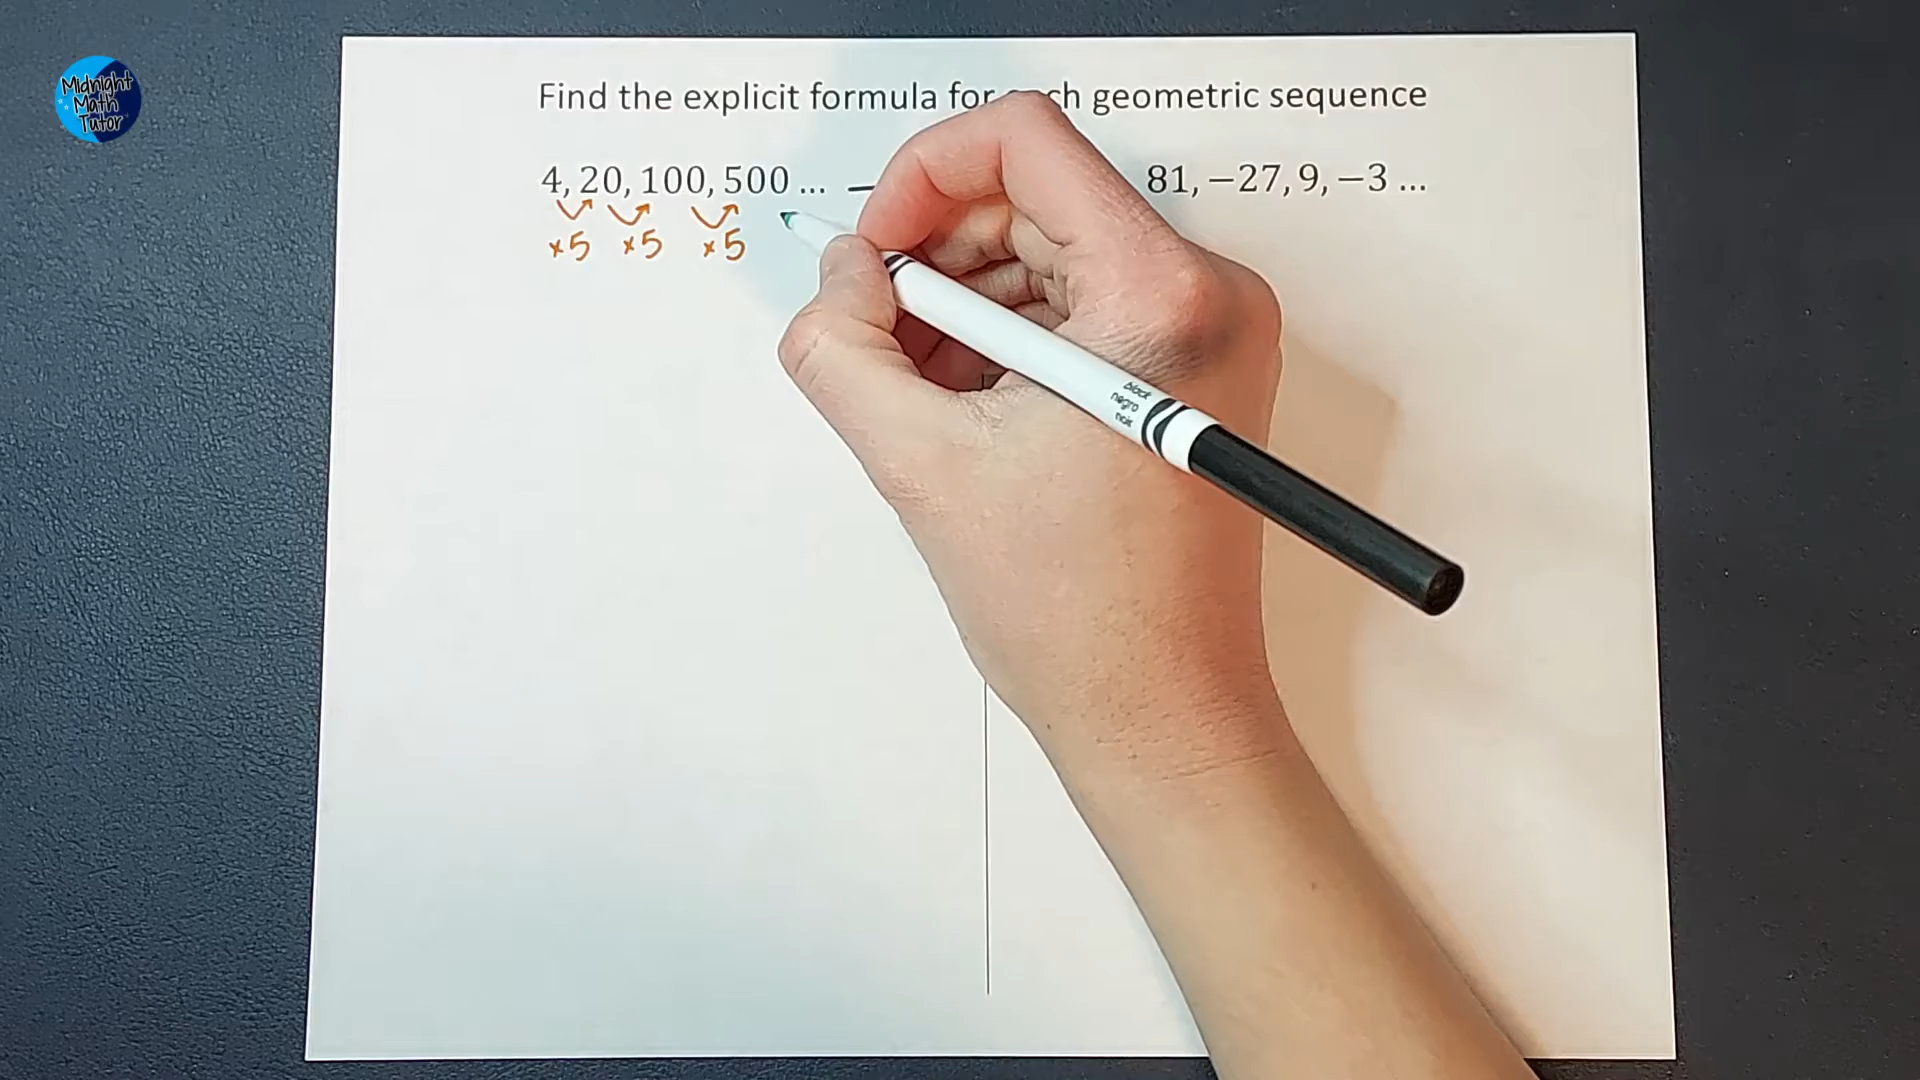 Midnight
Math
Tutor
Find the explicit formula for geometric sequence
4, 20, 100, 500 ...
81, −27, 9, −3 ...
×5 ×5 ×5
black
negro
noir